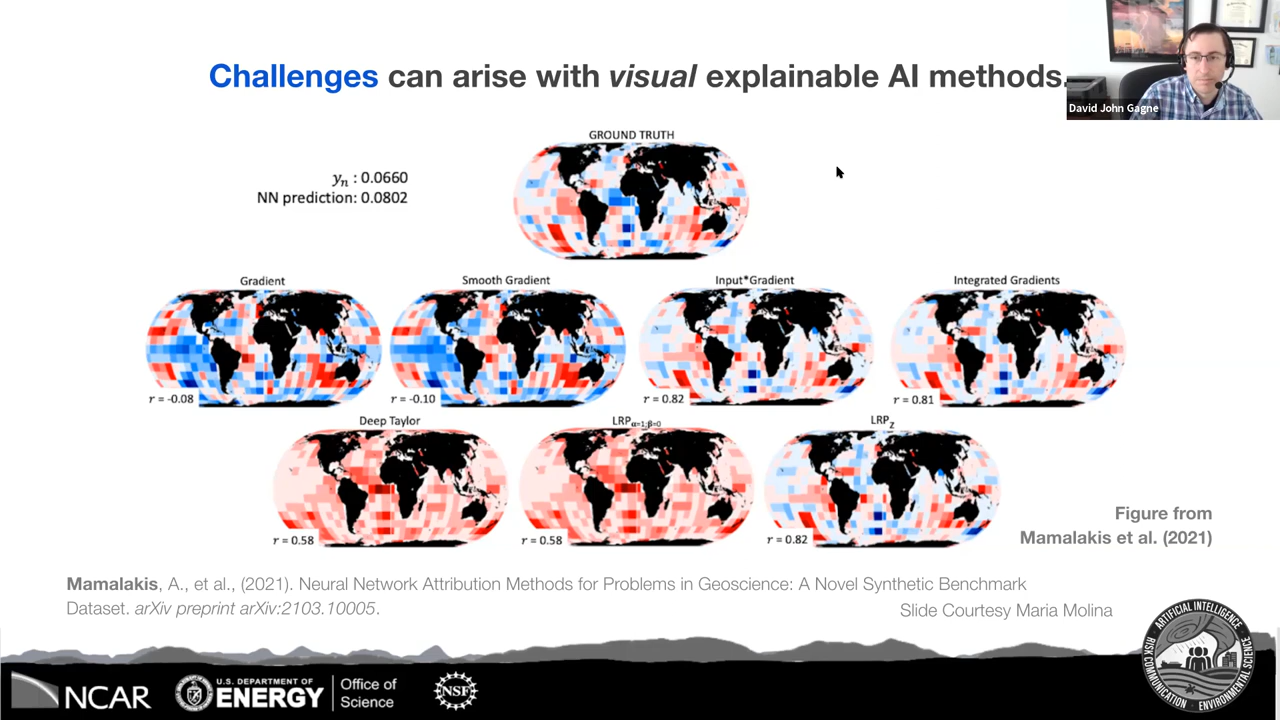 Challenges can arise with visual explainable AI methods.
David John Gagne
GROUND TRUTH
yₙ : 0.0660
NN prediction: 0.0802
Gradient
Smooth Gradient
Input*Gradient
Integrated Gradients
r = -0.08
r = -0.10
r = 0.82
r = 0.81
Deep Taylor
LRPα=1;β=0
LRPZ
r = 0.58
r = 0.58
r = 0.82
Figure from
Mamalakis et al. (2021)
Mamalakis, A., et al., (2021). Neural Network Attribution Methods for Problems in Geoscience: A Novel Synthetic Benchmark
Dataset. arXiv preprint arXiv:2103.10005.
Slide Courtesy Maria Molina
NCAR
U.S. DEPARTMENT OF
ENERGY
Office of
Science
NSF
ARTIFICIAL INTELLIGENCE
RISK COMMUNICATION
ENVIRONMENTAL SCIENCE